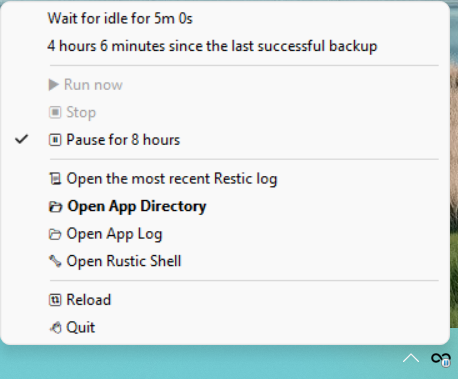 Wait for idle for 5m 0s
4 hours 6 minutes since the last successful backup
Run now
Stop
Pause for 8 hours
Open the most recent Restic log
Open App Directory
Open App Log
Open Rustic Shell
Reload
Quit